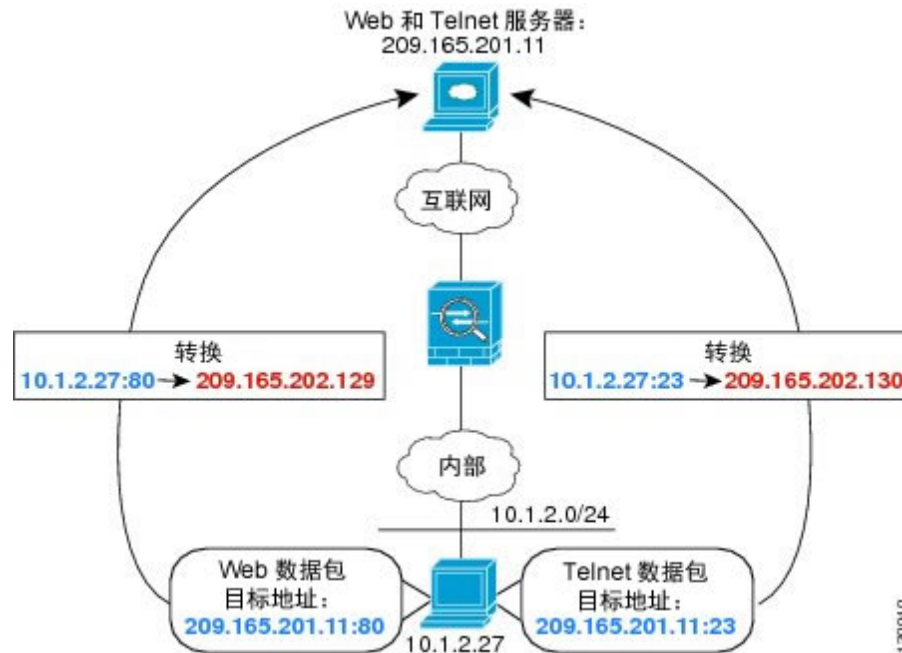 Web 和 Telnet 服务器：
209.165.201.11
互联网
转换
10.1.2.27:80 → 209.165.202.129
转换
10.1.2.27:23 → 209.165.202.130
内部
10.1.2.0/24
Web 数据包
目标地址：
209.165.201.11:80
Telnet 数据包
目标地址：
209.165.201.11:23
10.1.2.27